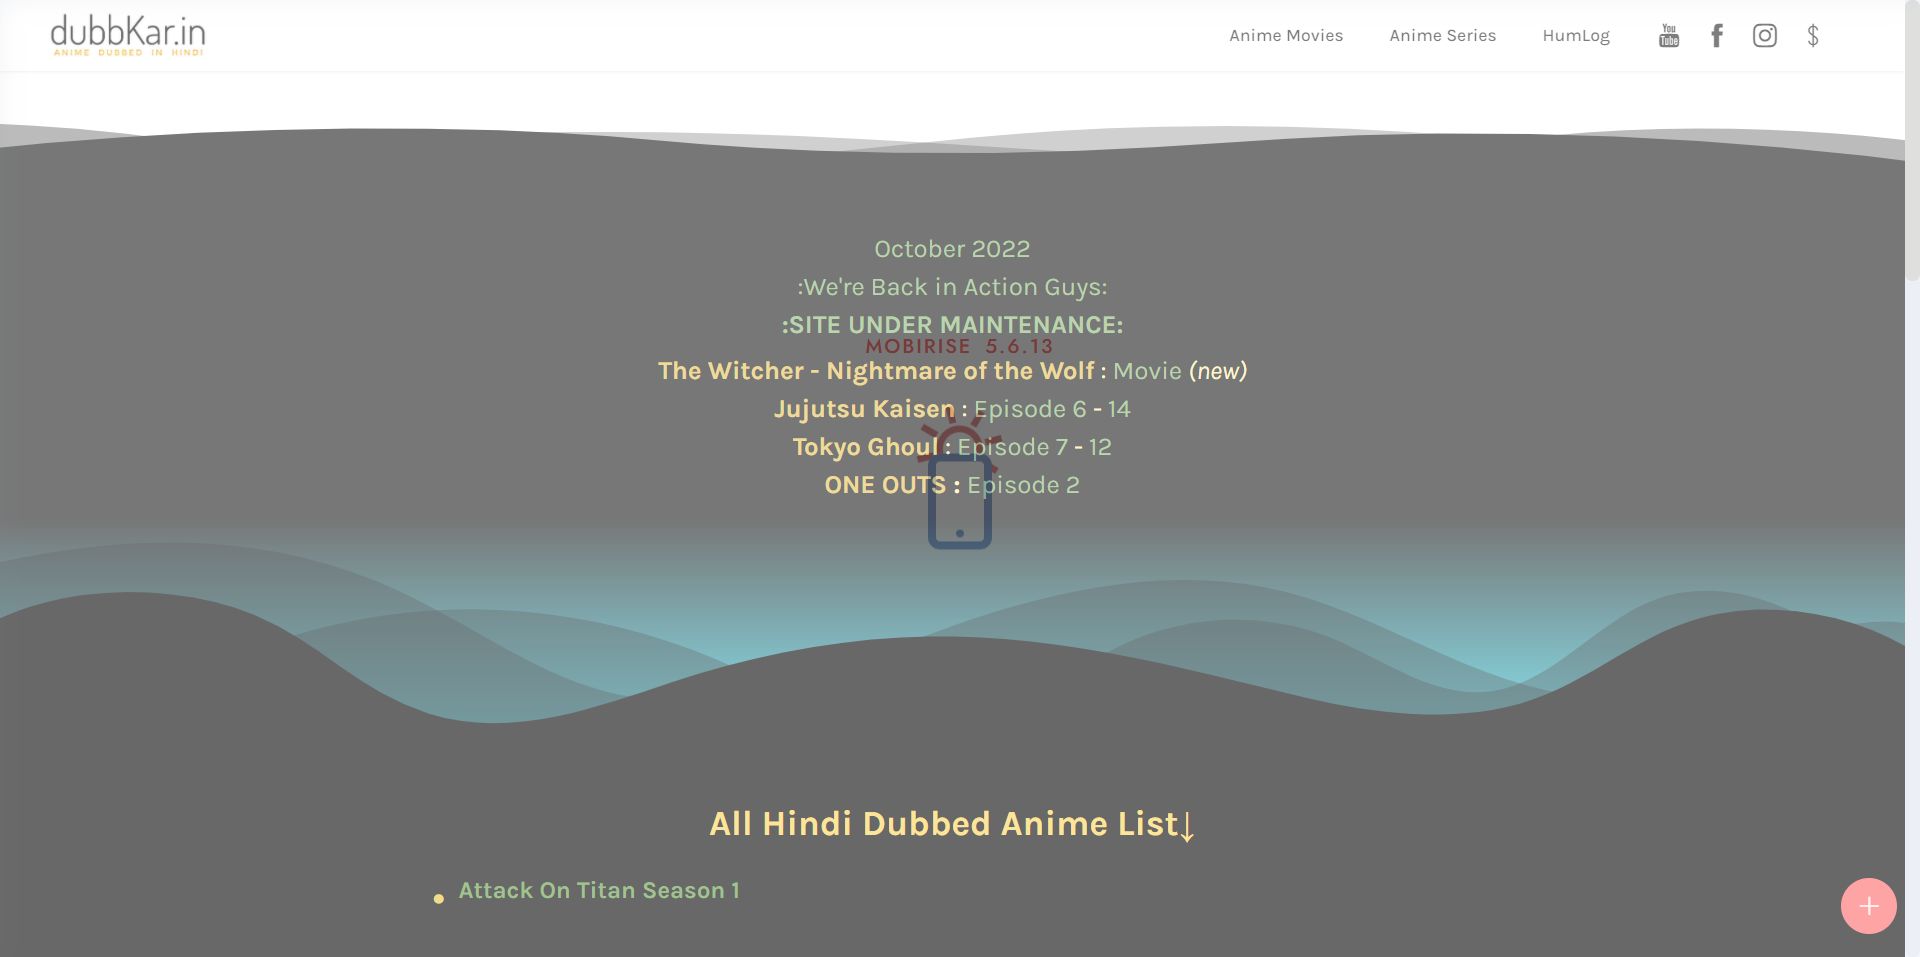 dubbKar.in
ANIME DUBBED IN HINDI
Anime Movies
Anime Series
HumLog
You
Tube
$
October 2022
:We're Back in Action Guys:
:SITE UNDER MAINTENANCE:
MOBIRISE 5.6.13
The Witcher - Nightmare of the Wolf : Movie (new)
Jujutsu Kaisen : Episode 6 - 14
Tokyo Ghoul : Episode 7 - 12
ONE OUTS : Episode 2
All Hindi Dubbed Anime List↓
Attack On Titan Season 1